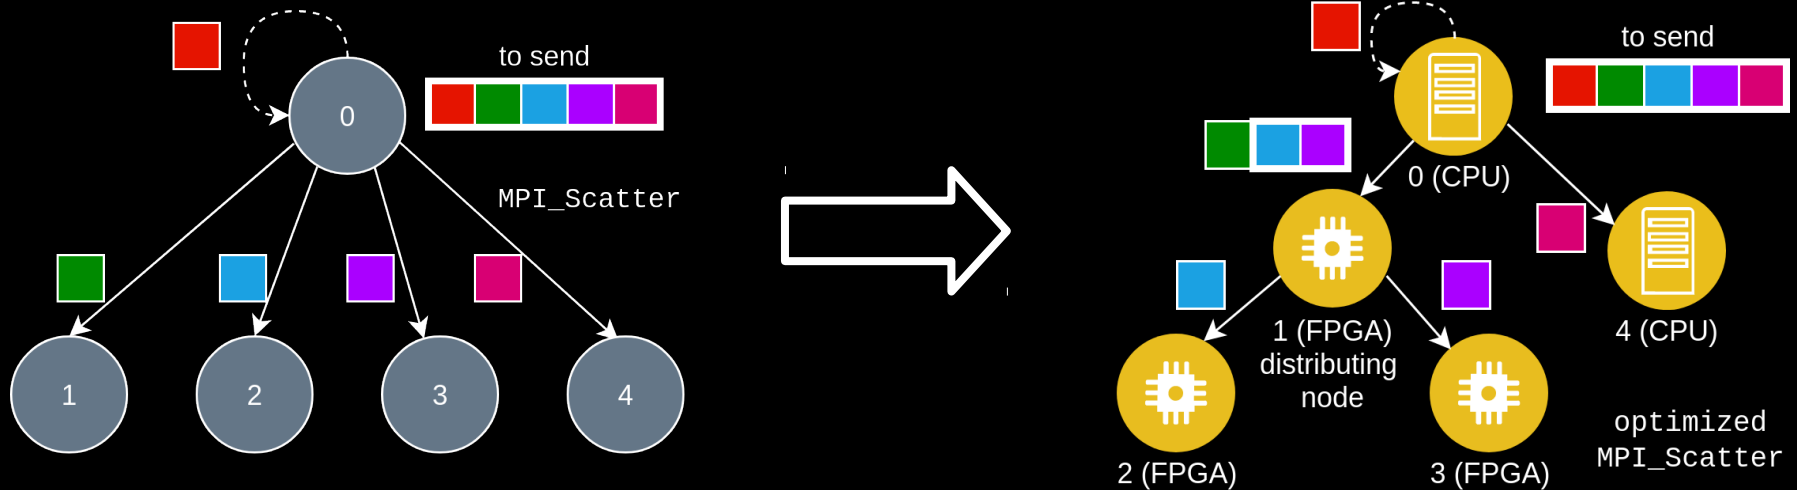 to send
0
MPI_Scatter
1
2
3
4
to send
0 (CPU)
1 (FPGA)
distributing
node
4 (CPU)
2 (FPGA)
3 (FPGA)
optimized
MPI_Scatter